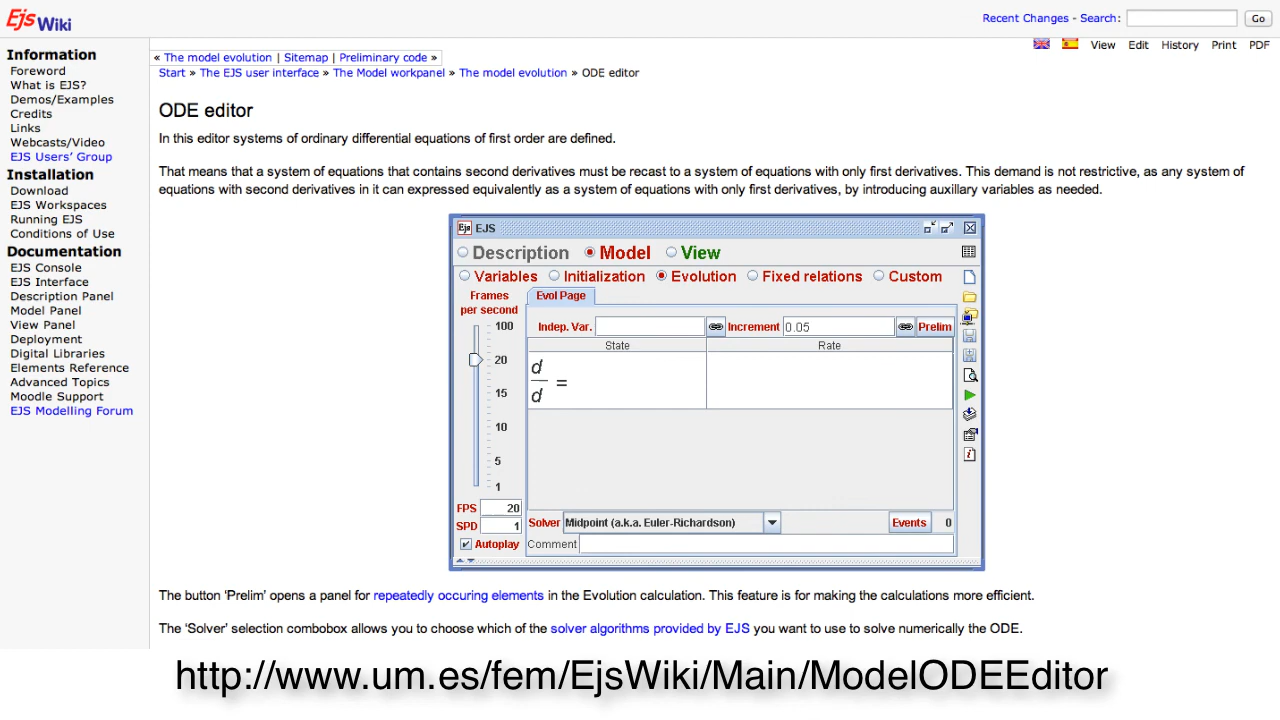 Ejs Wiki
Recent Changes - Search: Go
View Edit History Print PDF
Information
Foreword
What is EJS?
Demos/Examples
Credits
Links
Webcasts/Video
EJS Users’ Group
Installation
Download
EJS Workspaces
Running EJS
Conditions of Use
Documentation
EJS Console
EJS Interface
Description Panel
Model Panel
View Panel
Deployment
Digital Libraries
Elements Reference
Advanced Topics
Moodle Support
EJS Modelling Forum
« The model evolution | Sitemap | Preliminary code »
Start » The EJS user interface » The Model workpanel » The model evolution » ODE editor
ODE editor
In this editor systems of ordinary differential equations of first order are defined.
That means that a system of equations that contains second derivatives must be recast to a system of equations with only first derivatives. This demand is not restrictive, as any system of
equations with second derivatives in it can expressed equivalently as a system of equations with only first derivatives, by introducing auxillary variables as needed.
Ejs EJS
Description Model View
Variables Initialization Evolution Fixed relations Custom
Frames
per second
100
20
15
10
5
1
FPS 20
SPD 1
Autoplay
Evol Page
Indep. Var. Increment 0.05 Prelim
State Rate
d
=
d
Solver Midpoint (a.k.a. Euler-Richardson) Events 0
Comment
The button ‘Prelim’ opens a panel for repeatedly occuring elements in the Evolution calculation. This feature is for making the calculations more efficient.
The ‘Solver’ selection combobox allows you to choose which of the solver algorithms provided by EJS you want to use to solve numerically the ODE.
http://www.um.es/fem/EjsWiki/Main/ModelODEEditor